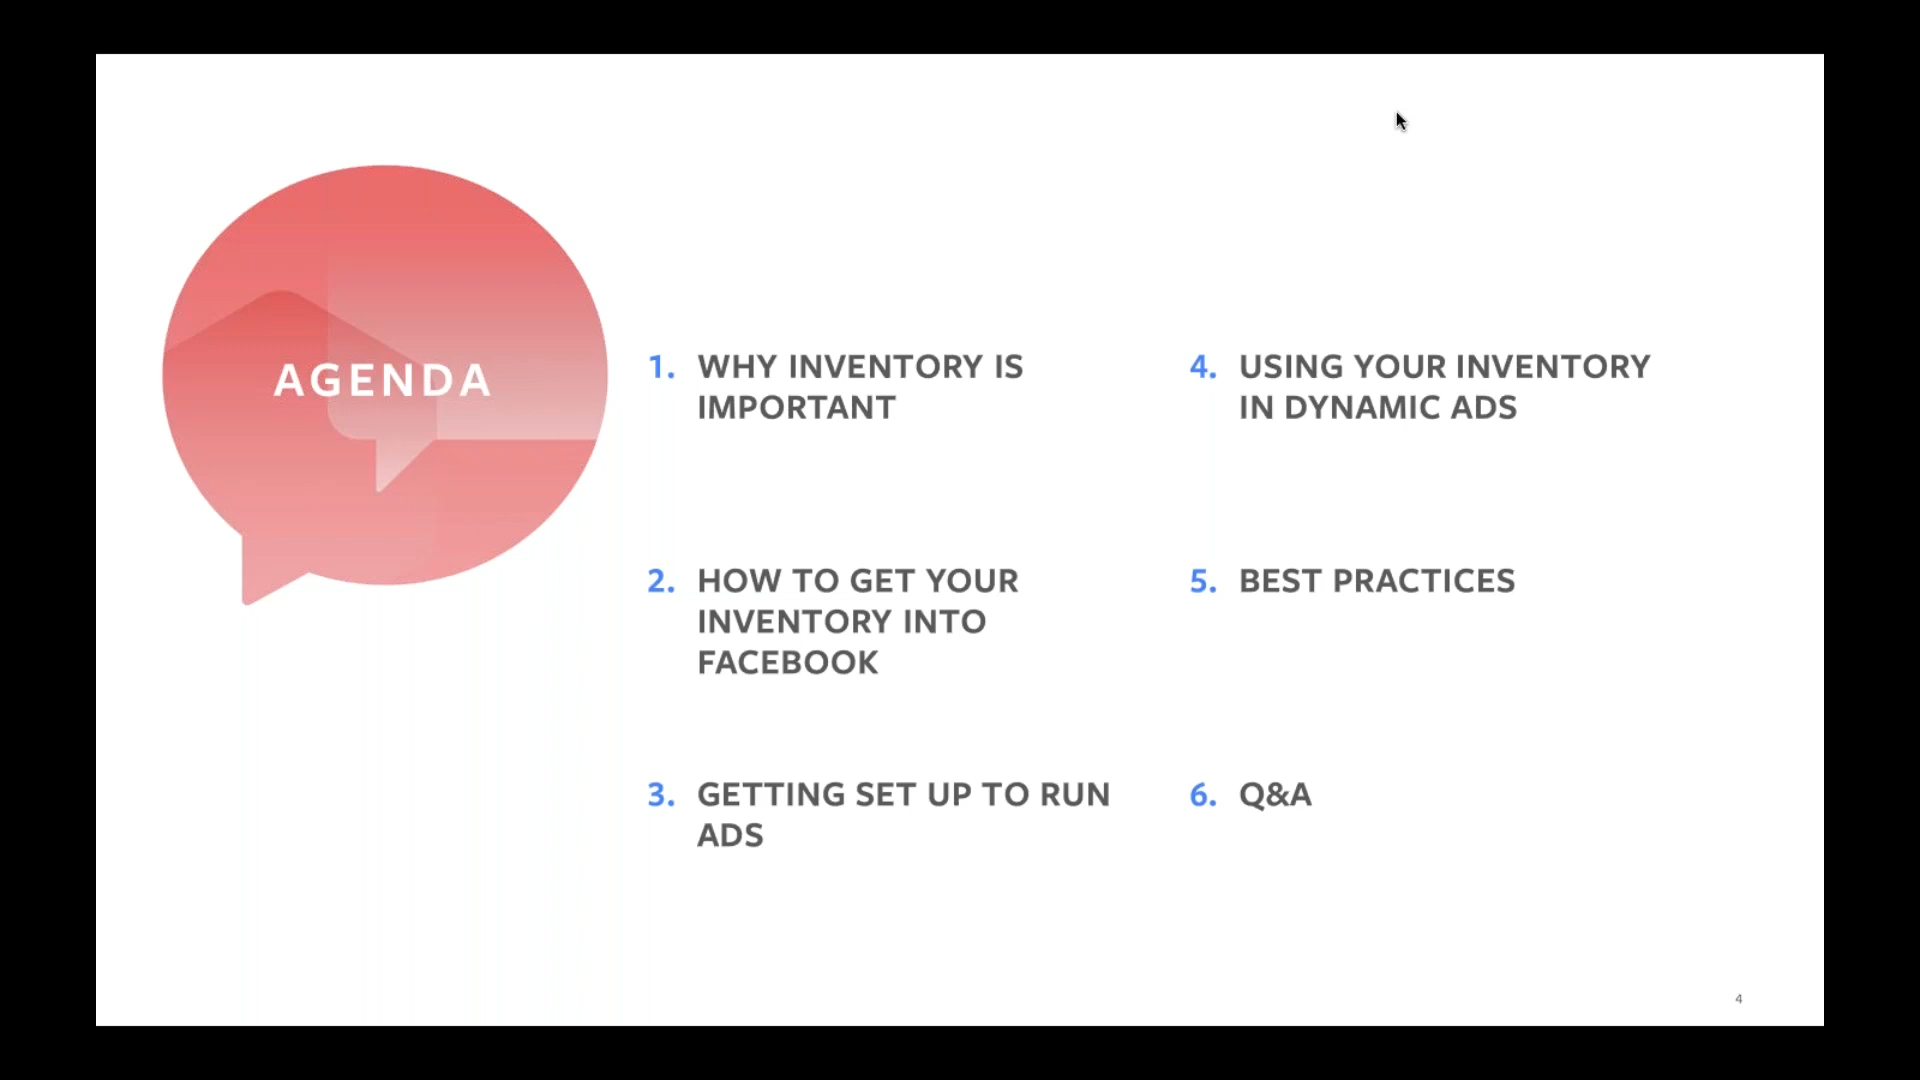 AGENDA
1. WHY INVENTORY IS
IMPORTANT
2. HOW TO GET YOUR
INVENTORY INTO
FACEBOOK
3. GETTING SET UP TO RUN
ADS
4. USING YOUR INVENTORY
IN DYNAMIC ADS
5. BEST PRACTICES
6. Q&A
4